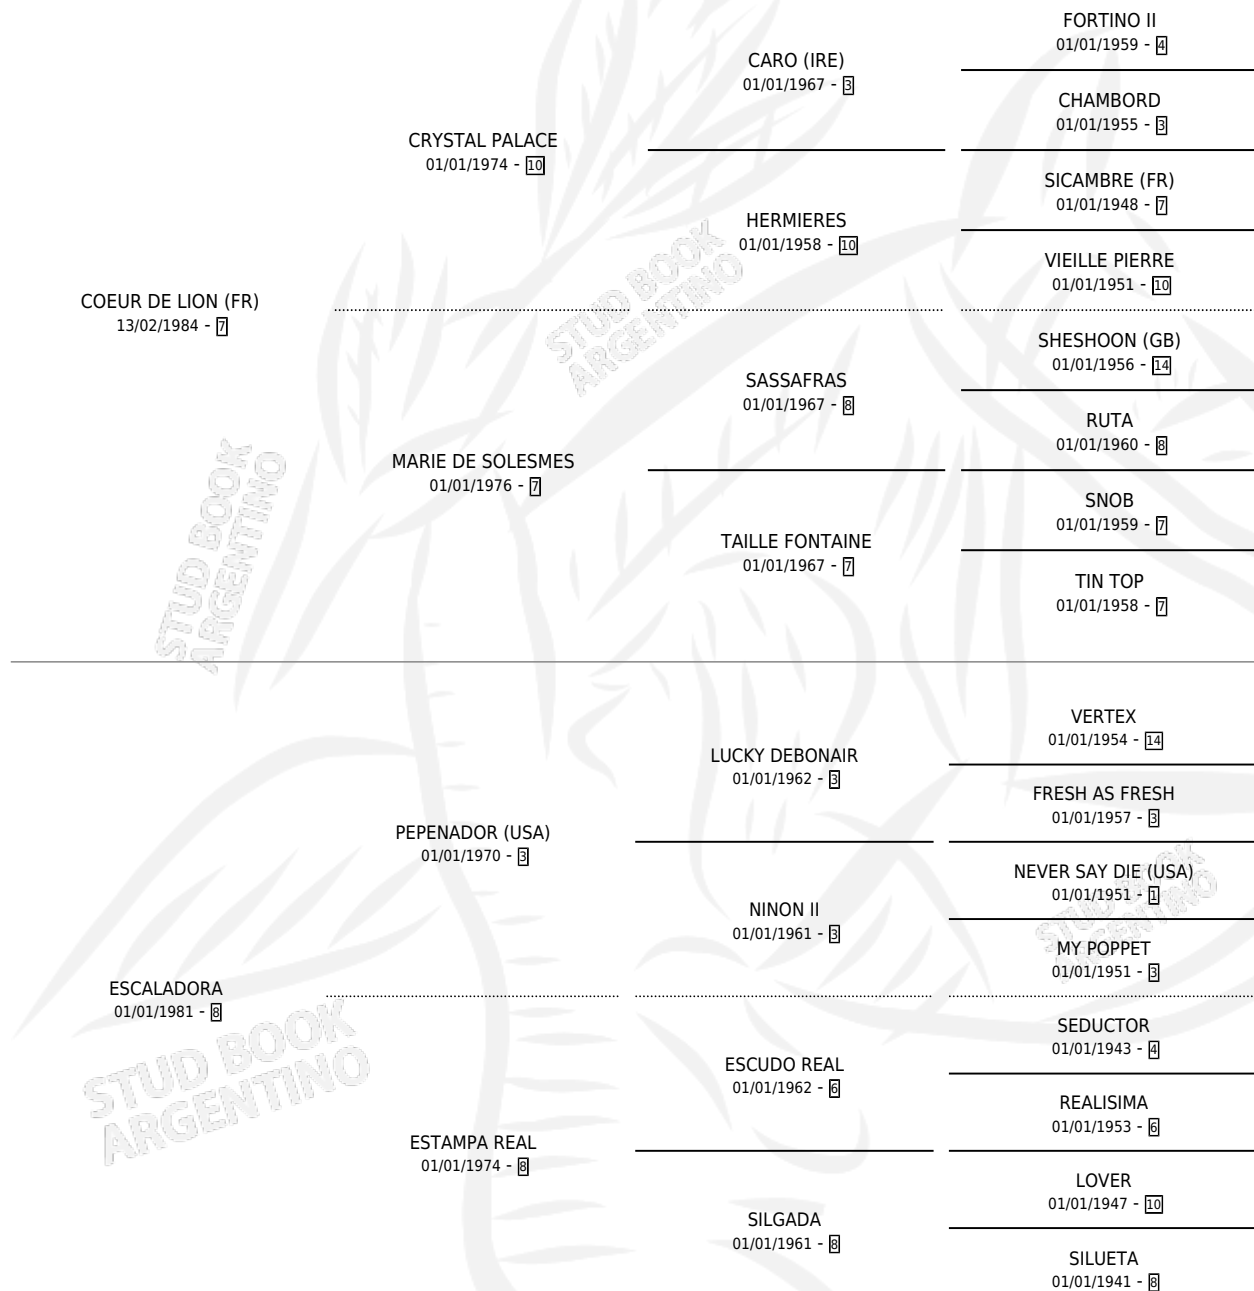 FORTINO II
01/01/1959 - 4
CARO (IRE)
01/01/1967 - 3
CHAMBORD
01/01/1955 - 3
CRYSTAL PALACE
01/01/1974 - 10
SICAMBRE (FR)
01/01/1948 - 7
HERMIERES
01/01/1958 - 10
VIEILLE PIERRE
01/01/1951 - 10
COEUR DE LION (FR)
13/02/1984 - 7
STUD BOOK
ARGENTINO
SHESHOON (GB)
01/01/1956 - 14
SASSAFRAS
01/01/1967 - 8
RUTA
01/01/1960 - 8
MARIE DE SOLESMES
01/01/1976 - 7
SNOB
01/01/1959 - 7
TAILLE FONTAINE
01/01/1967 - 7
TIN TOP
01/01/1958 - 7
STUD BOOK
ARGENTINO
VERTEX
01/01/1954 - 14
LUCKY DEBONAIR
01/01/1962 - 3
FRESH AS FRESH
01/01/1957 - 3
PEPENADOR (USA)
01/01/1970 - 3
NEVER SAY DIE (USA)
01/01/1951 - 1
NINON II
01/01/1961 - 3
MY POPPET
01/01/1951 - 3
STUD BOOK
ARGENTINO
ESCALADORA
01/01/1981 - 8
STUD BOOK
ARGENTINO
SEDUCTOR
01/01/1943 - 4
ESCUDO REAL
01/01/1962 - 6
REALISIMA
01/01/1953 - 6
ESTAMPA REAL
01/01/1974 - 8
LOVER
01/01/1947 - 10
SILGADA
01/01/1961 - 8
SILUETA
01/01/1941 - 8